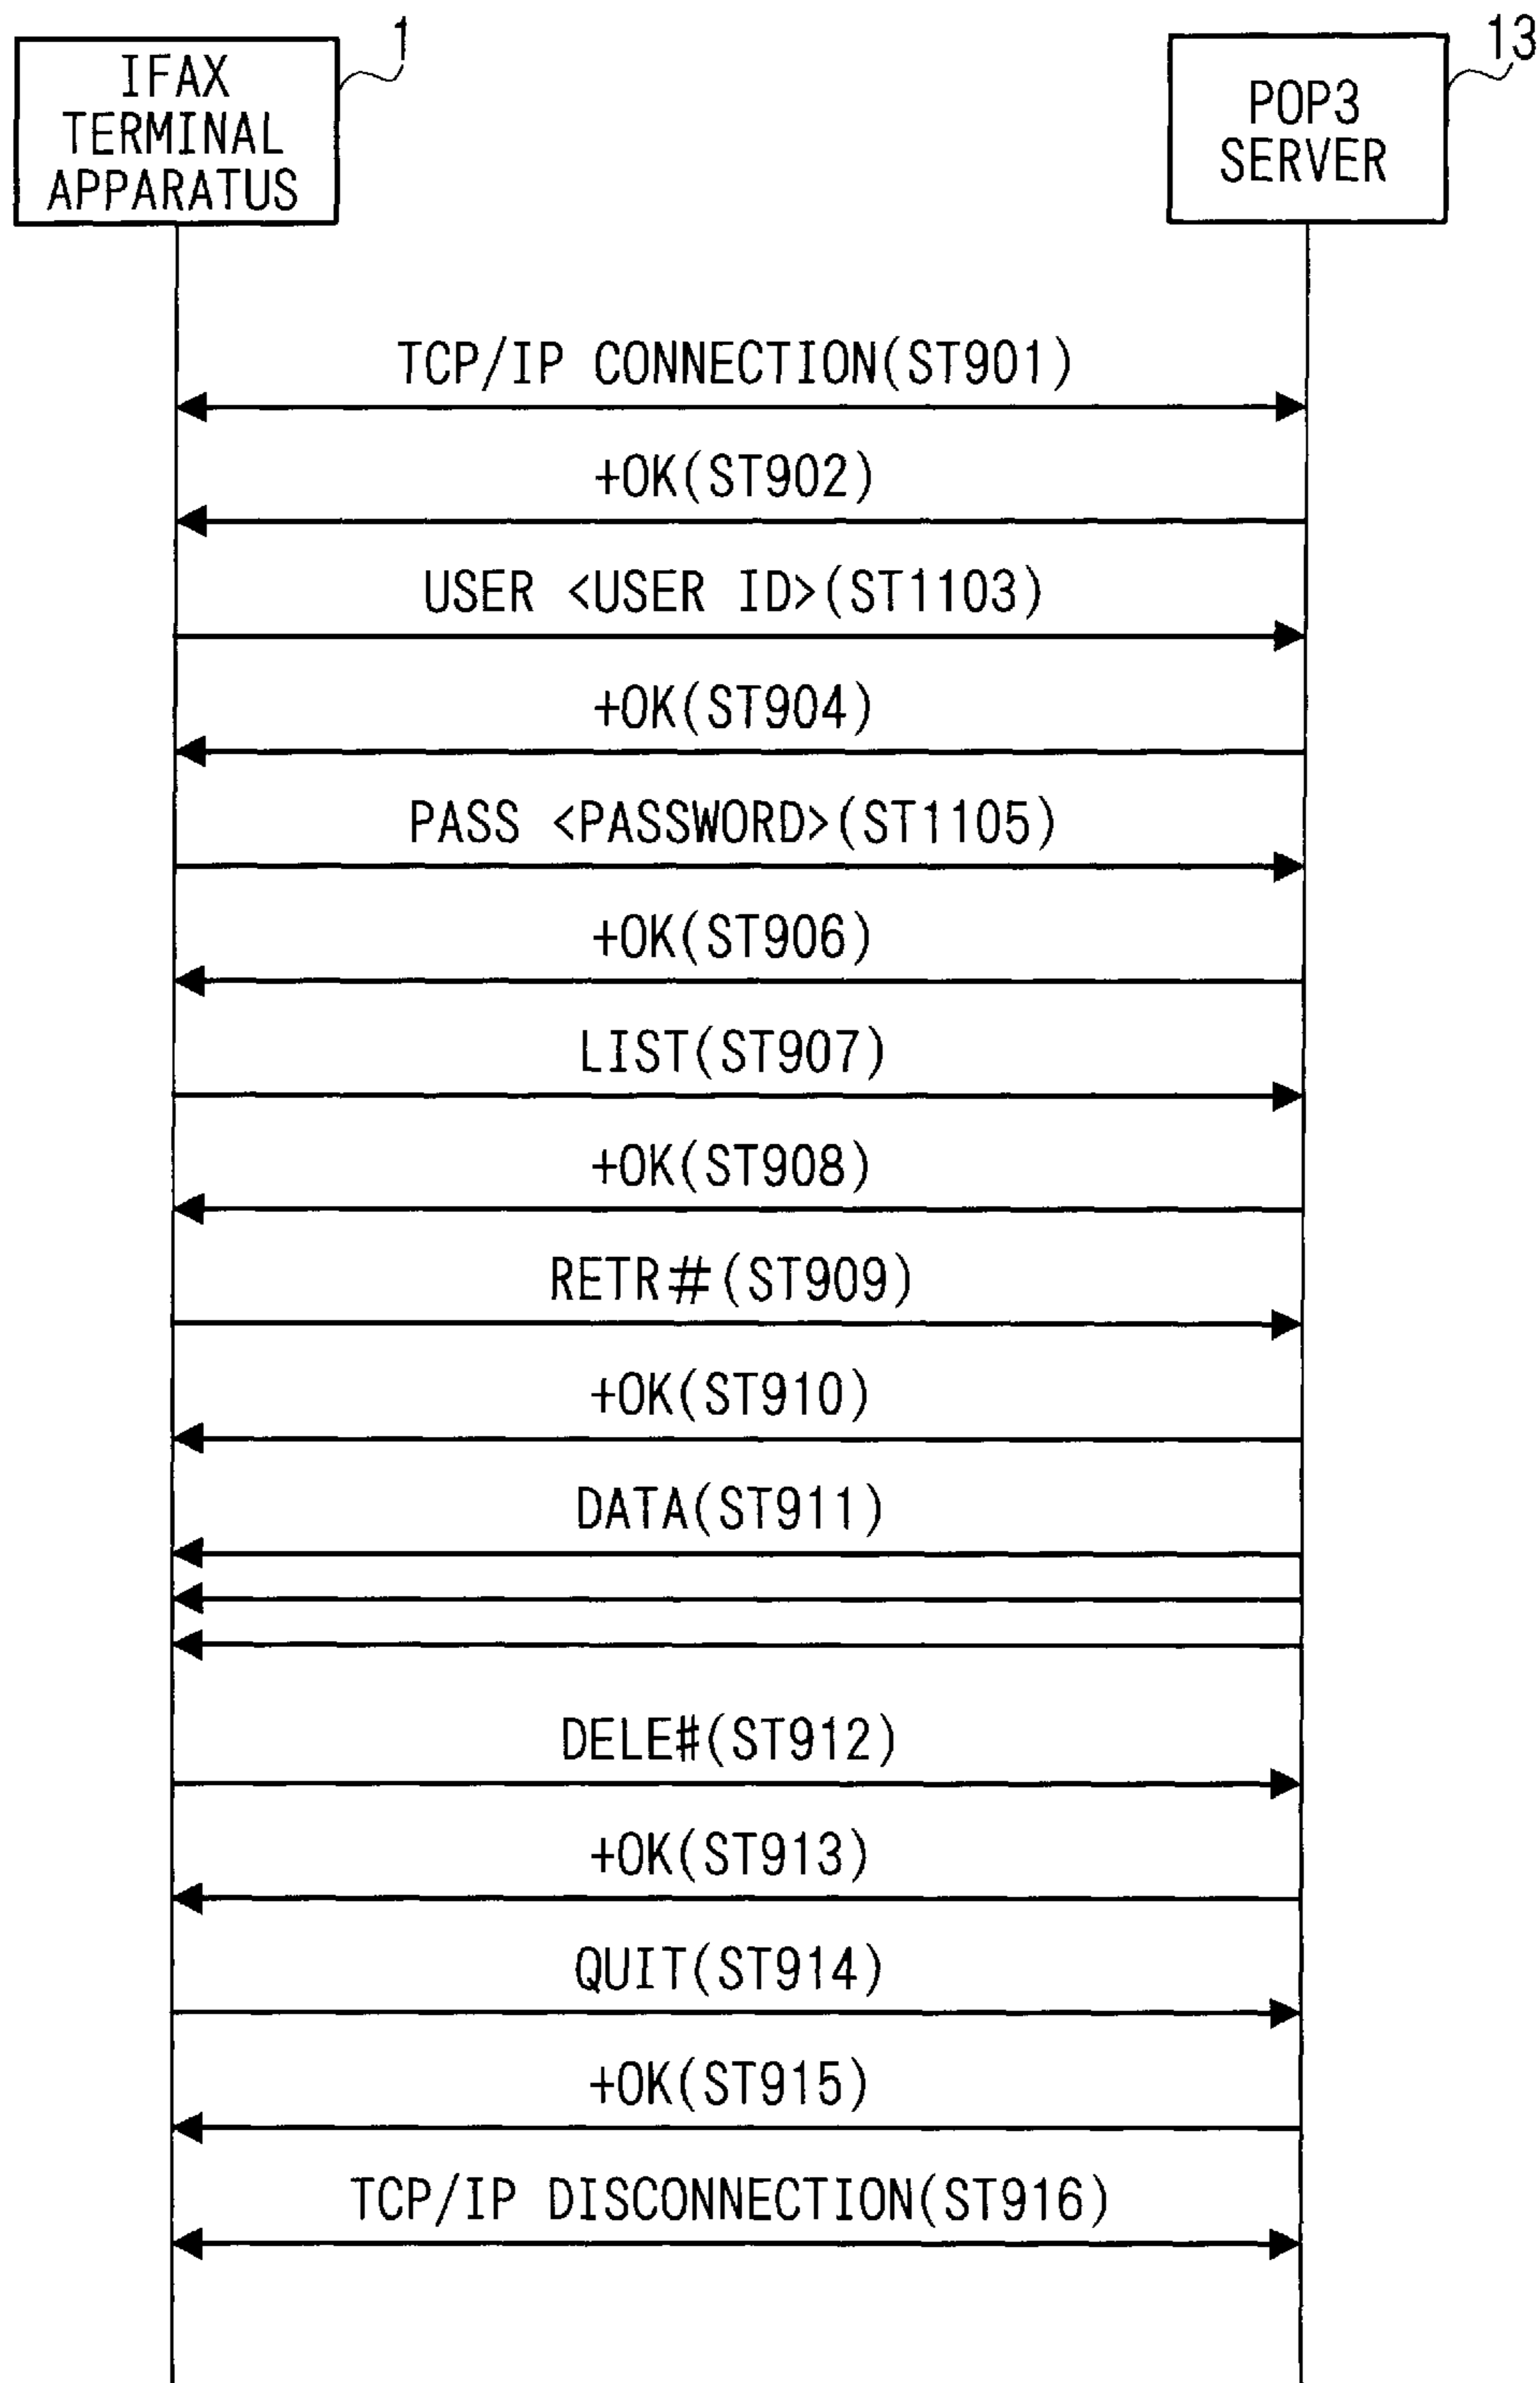 1
IFAX
TERMINAL
APPARATUS
13
POP3
SERVER
TCP/IP CONNECTION(ST901)
+OK(ST902)
USER <USER ID>(ST1103)
+OK(ST904)
PASS <PASSWORD>(ST1105)
+OK(ST906)
LIST(ST907)
+OK(ST908)
RETR#(ST909)
+OK(ST910)
DATA(ST911)
DELE#(ST912)
+OK(ST913)
QUIT(ST914)
+OK(ST915)
TCP/IP DISCONNECTION(ST916)